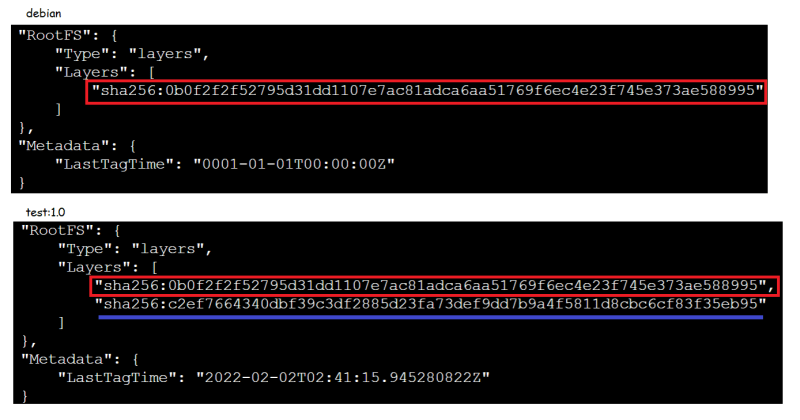 debian
"RootFS": {
"Type": "layers",
"Layers": [
"sha256:0b0f2f2f52795d31dd1107e7ac81adca6aa51769f6ec4e23f745e373ae588995"
]
},
"Metadata": {
"LastTagTime": "0001-01-01T00:00:00Z"
}
test:1.0
"RootFS": {
"Type": "layers",
"Layers": [
"sha256:0b0f2f2f52795d31dd1107e7ac81adca6aa51769f6ec4e23f745e373ae588995",
"sha256:c2ef7664340dbf39c3df2885d23fa73def9dd7b9a4f5811d8cbc6cf83f35eb95"
]
},
"Metadata": {
"LastTagTime": "2022-02-02T02:41:15.945280822Z"
}